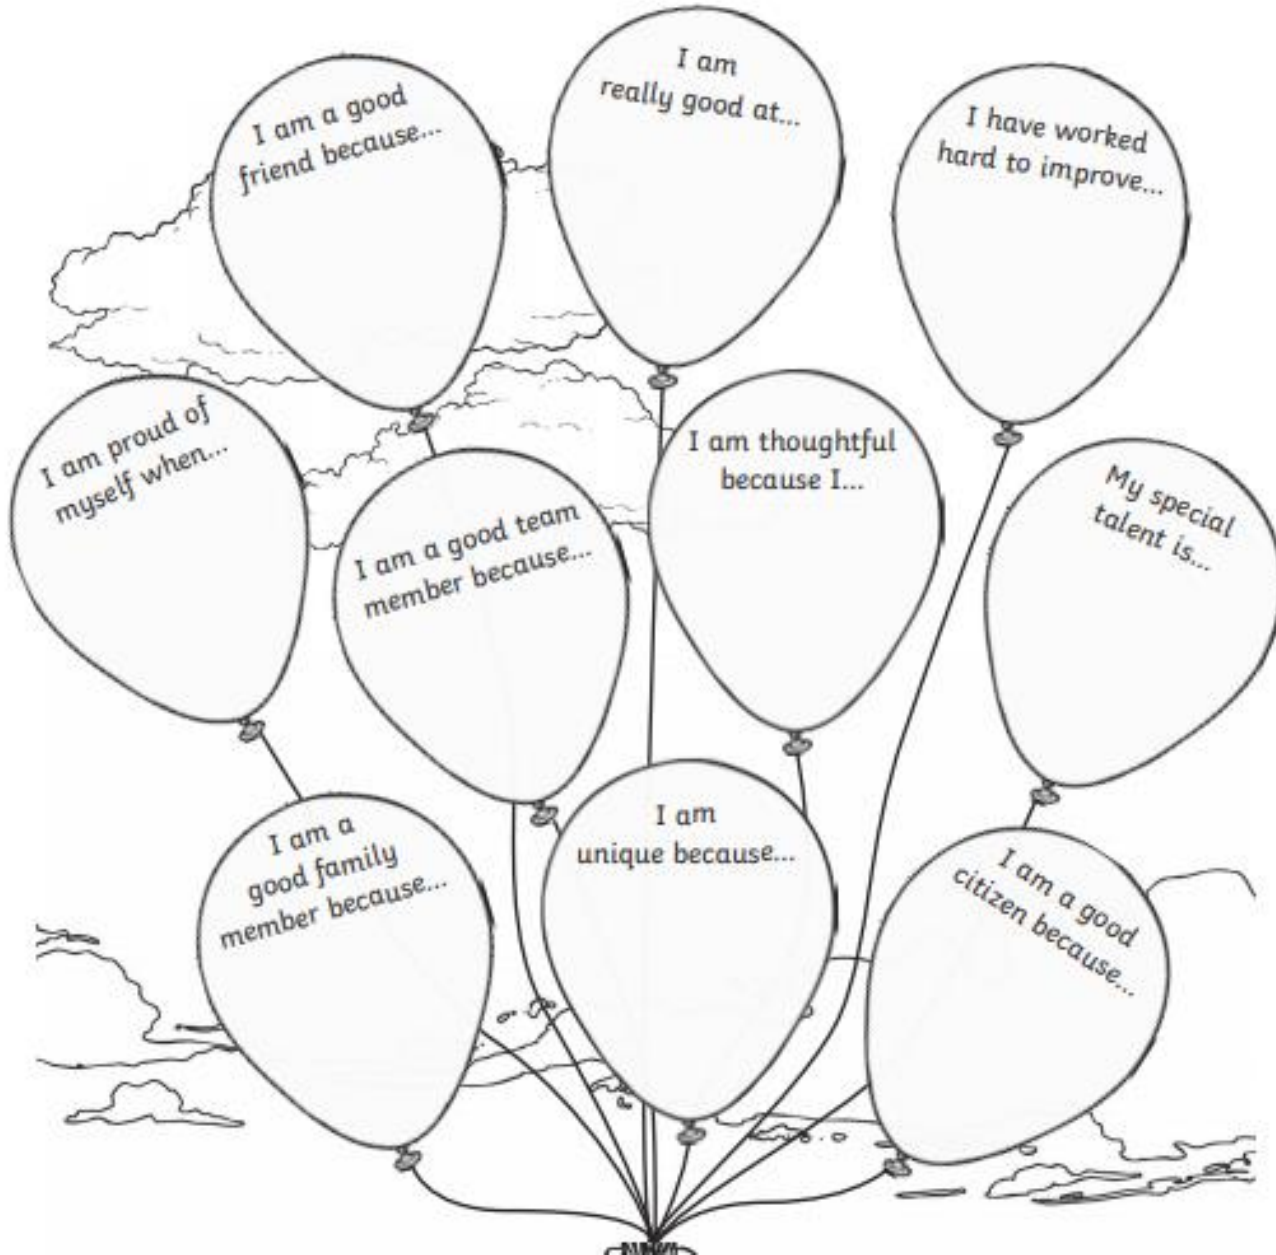 I am a good
friend because...
I am
really good at...
I have worked
hard to improve...
I am proud of
myself when...
I am a good team
member because...
I am thoughtful
because I...
My special
talent is...
I am a
good family
member because...
I am
unique because...
I am a good
citizen because...